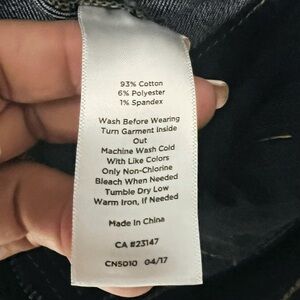 93% Cotton
6% Polyester
1% Spandex
Wash Before Wearing
Turn Garment Inside
Out
Machine Wash Cold
With Like Colors
Only Non-Chlorine
Bleach When Needed
Tumble Dry Low
Warm Iron, If Needed
Made In China
CA #23147
CN5010 04/17